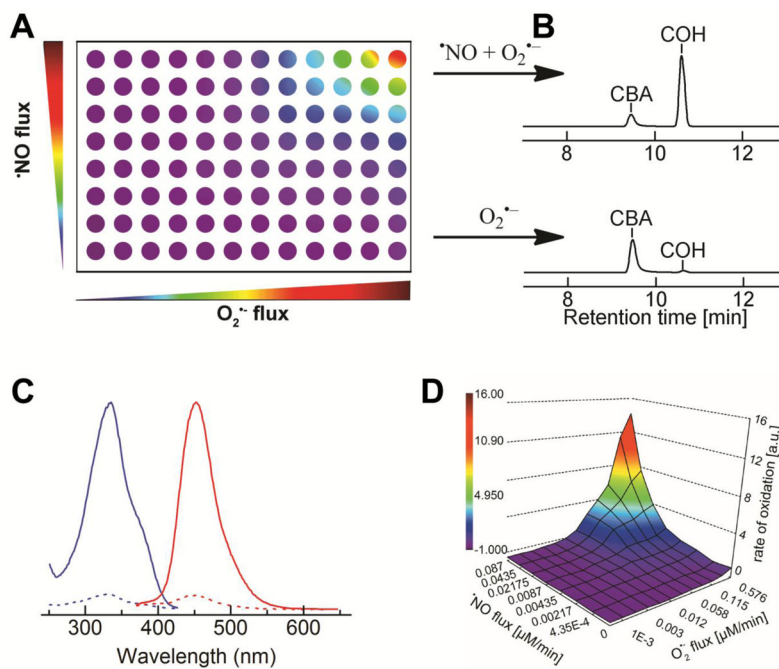 A
•NO flux
O2•- flux
•NO + O2•−
O2•−
B
COH
CBA
8 10 12
CBA
COH
8 10 12
Retention time [min]
C
300 400 500 600
Wavelength (nm)
D
16.00
10.90
4.950
-1.000
16
12
8
4
0
rate of oxidation [a.u.]
0.087
0.0435
0.02175
0.0087
0.00435
0.00217
4.35E-4
0
•NO flux [µM/min]
0.576
0.115
0.058
0.012
0.003
1E-3
O2•- flux [µM/min]